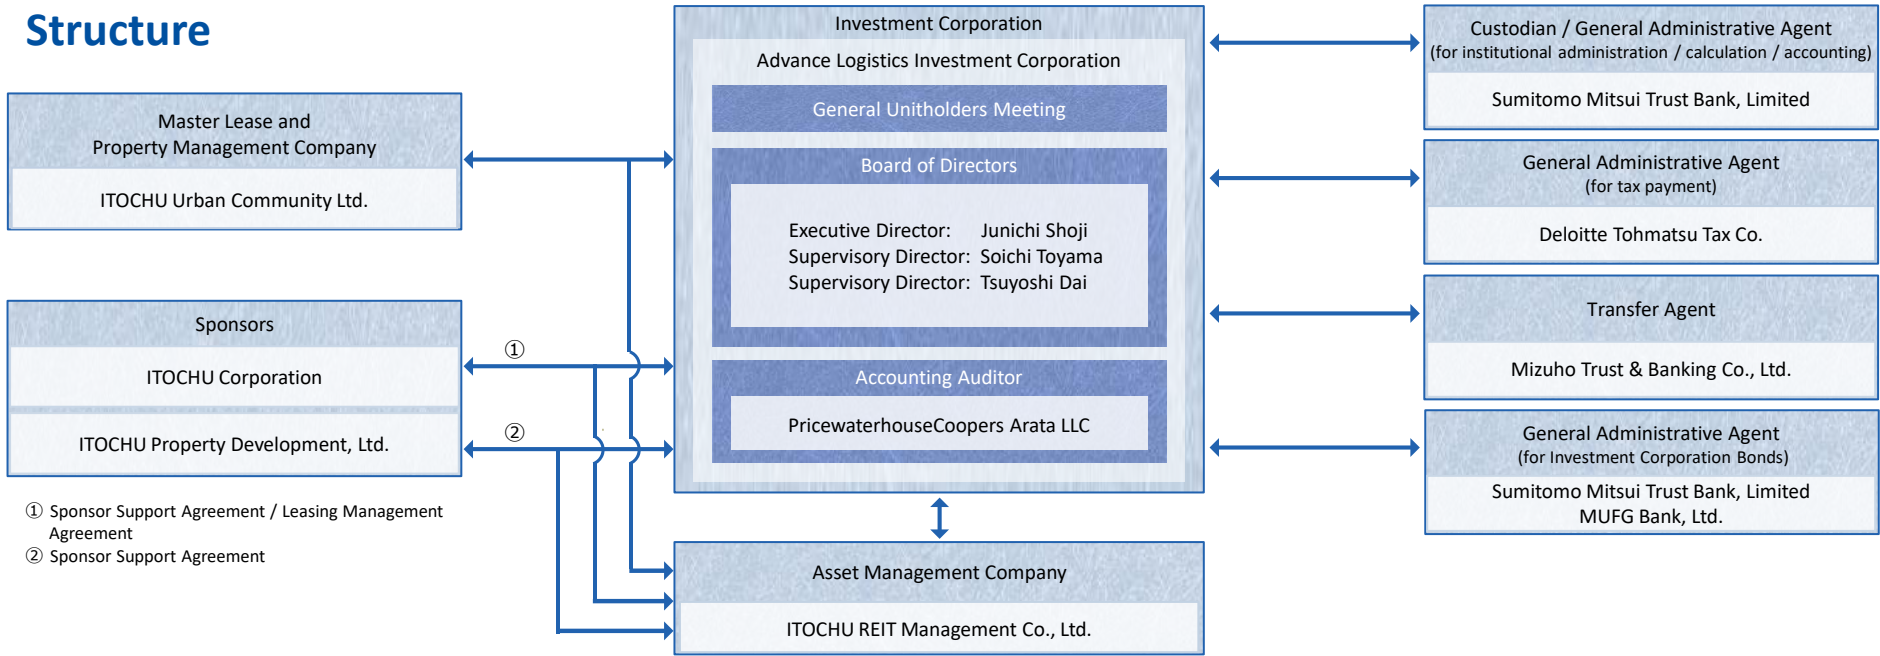 Structure
Master Lease and
Property Management Company
ITOCHU Urban Community Ltd.
Sponsors
ITOCHU Corporation
ITOCHU Property Development, Ltd.
①
②
① Sponsor Support Agreement / Leasing Management
Agreement
② Sponsor Support Agreement
Investment Corporation
Advance Logistics Investment Corporation
General Unitholders Meeting
Board of Directors
Executive Director: Junichi Shoji
Supervisory Director: Soichi Toyama
Supervisory Director: Tsuyoshi Dai
Accounting Auditor
PricewaterhouseCoopers Arata LLC
Asset Management Company
ITOCHU REIT Management Co., Ltd.
Custodian / General Administrative Agent
(for institutional administration / calculation / accounting)
Sumitomo Mitsui Trust Bank, Limited
General Administrative Agent
(for tax payment)
Deloitte Tohmatsu Tax Co.
Transfer Agent
Mizuho Trust & Banking Co., Ltd.
General Administrative Agent
(for Investment Corporation Bonds)
Sumitomo Mitsui Trust Bank, Limited
MUFG Bank, Ltd.